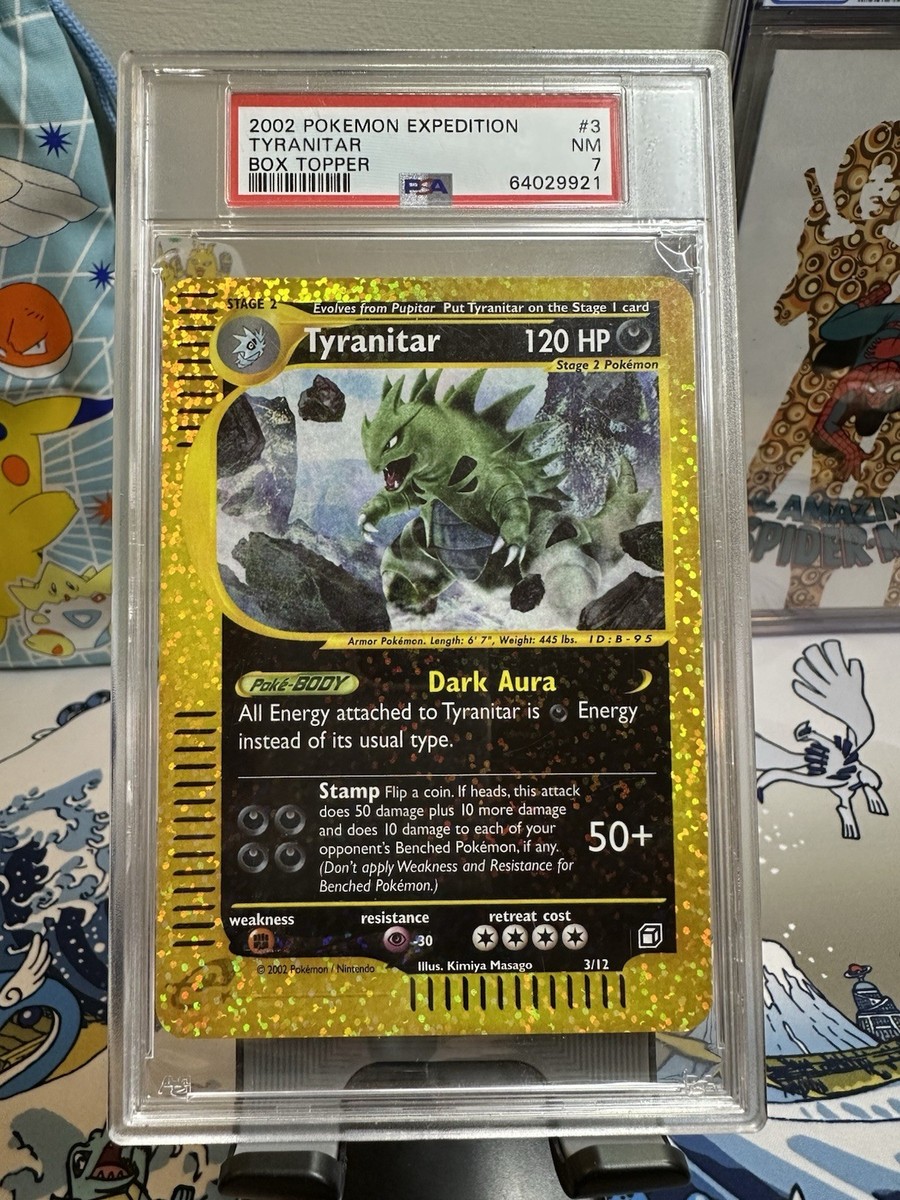 2002 POKEMON EXPEDITION #3
TYRANITAR NM
BOX TOPPER 7
PSA 64029921
STAGE 2 Evolves from Pupitar Put Tyranitar on the Stage 1 card
Tyranitar 120 HP
Stage 2 Pokémon
Armor Pokémon. Length: 6' 7", Weight: 445 lbs. ID:B-95
Poké-BODY Dark Aura
All Energy attached to Tyranitar is Energy
instead of its usual type.
Stamp Flip a coin. If heads, this attack
does 50 damage plus 10 more damage
and does 10 damage to each of your
opponent's Benched Pokémon, if any.
(Don't apply Weakness and Resistance for
Benched Pokémon.)
50+
weakness resistance retreat cost
-30
© 2002 Pokémon / Nintendo Illus. Kimiya Masago 3/12
AMAZIN
PIDER-M